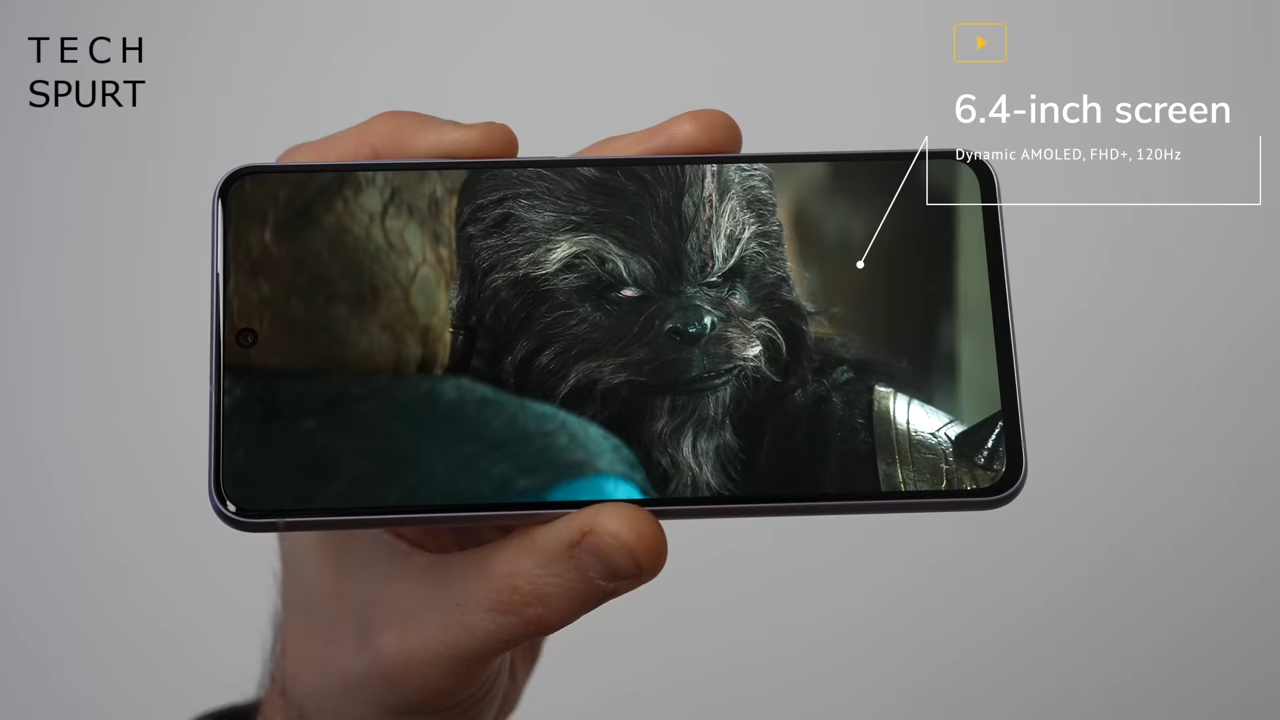 TECH
SPURT
6.4-inch screen
Dynamic AMOLED, FHD+, 120Hz